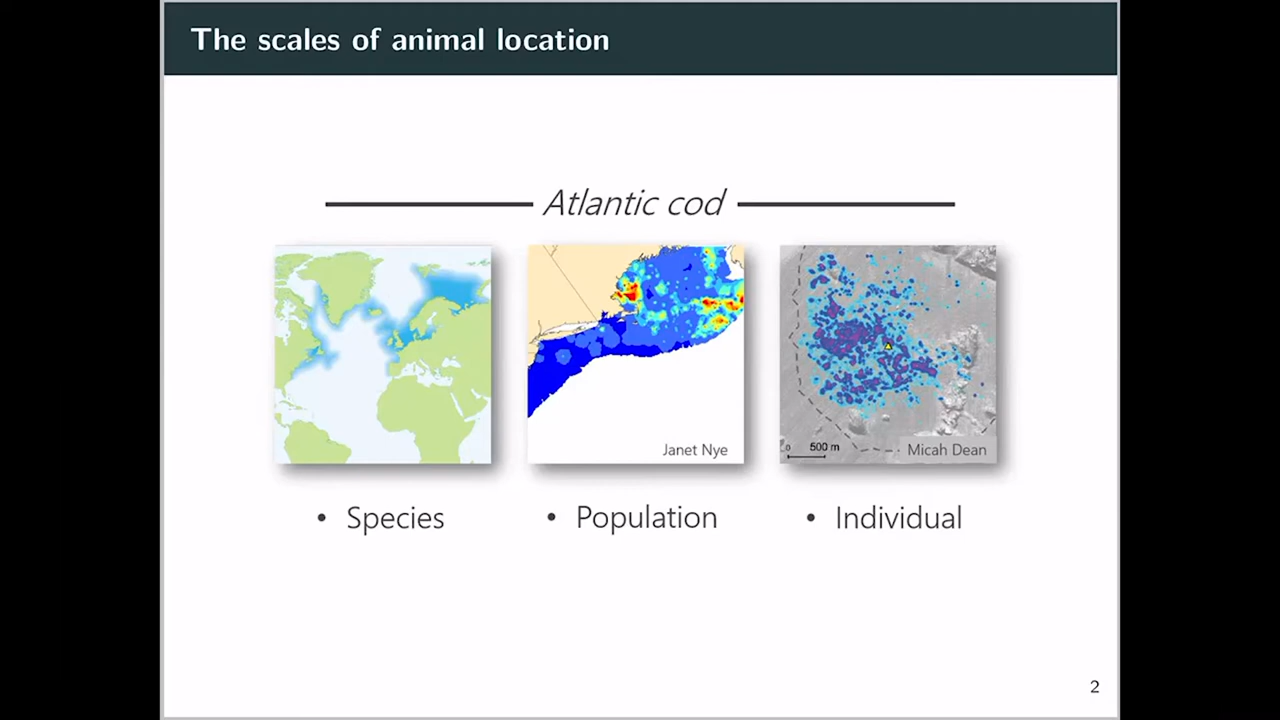 The scales of animal location
Atlantic cod
Janet Nye
0 500 m
Micah Dean
• Species
• Population
• Individual
2